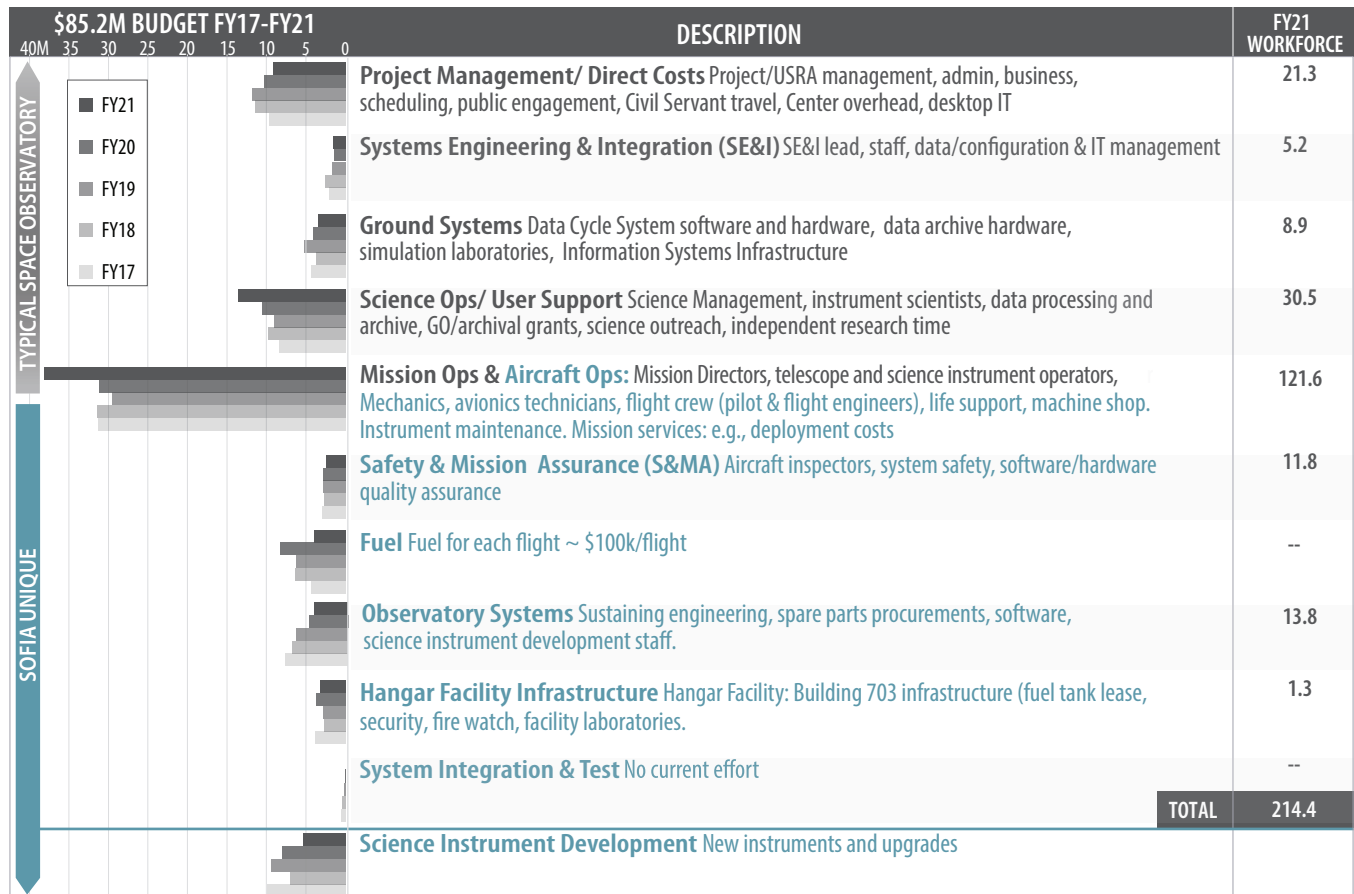 $85.2M BUDGET FY17-FY21
DESCRIPTION
FY21
WORKFORCE
40M 35 30 25 20 15 10 5 0
TYPICAL SPACE OBSERVATORY
SOFIA UNIQUE
FY21
FY20
FY19
FY18
FY17
Project Management/ Direct Costs Project/USRA management, admin, business,
scheduling, public engagement, Civil Servant travel, Center overhead, desktop IT
21.3
Systems Engineering & Integration (SE&I) SE&I lead, staff, data/configuration & IT management
5.2
Ground Systems Data Cycle System software and hardware, data archive hardware,
simulation laboratories, Information Systems Infrastructure
8.9
Science Ops/ User Support Science Management, instrument scientists, data processing and
archive, GO/archival grants, science outreach, independent research time
30.5
Mission Ops & Aircraft Ops: Mission Directors, telescope and science instrument operators,
Mechanics, avionics technicians, flight crew (pilot & flight engineers), life support, machine shop.
Instrument maintenance. Mission services: e.g., deployment costs
121.6
Safety & Mission Assurance (S&MA) Aircraft inspectors, system safety, software/hardware
quality assurance
11.8
Fuel Fuel for each flight ~ $100k/flight
--
Observatory Systems Sustaining engineering, spare parts procurements, software,
science instrument development staff.
13.8
Hangar Facility Infrastructure Hangar Facility: Building 703 infrastructure (fuel tank lease,
security, fire watch, facility laboratories.
1.3
System Integration & Test No current effort
--
TOTAL 214.4
Science Instrument Development New instruments and upgrades